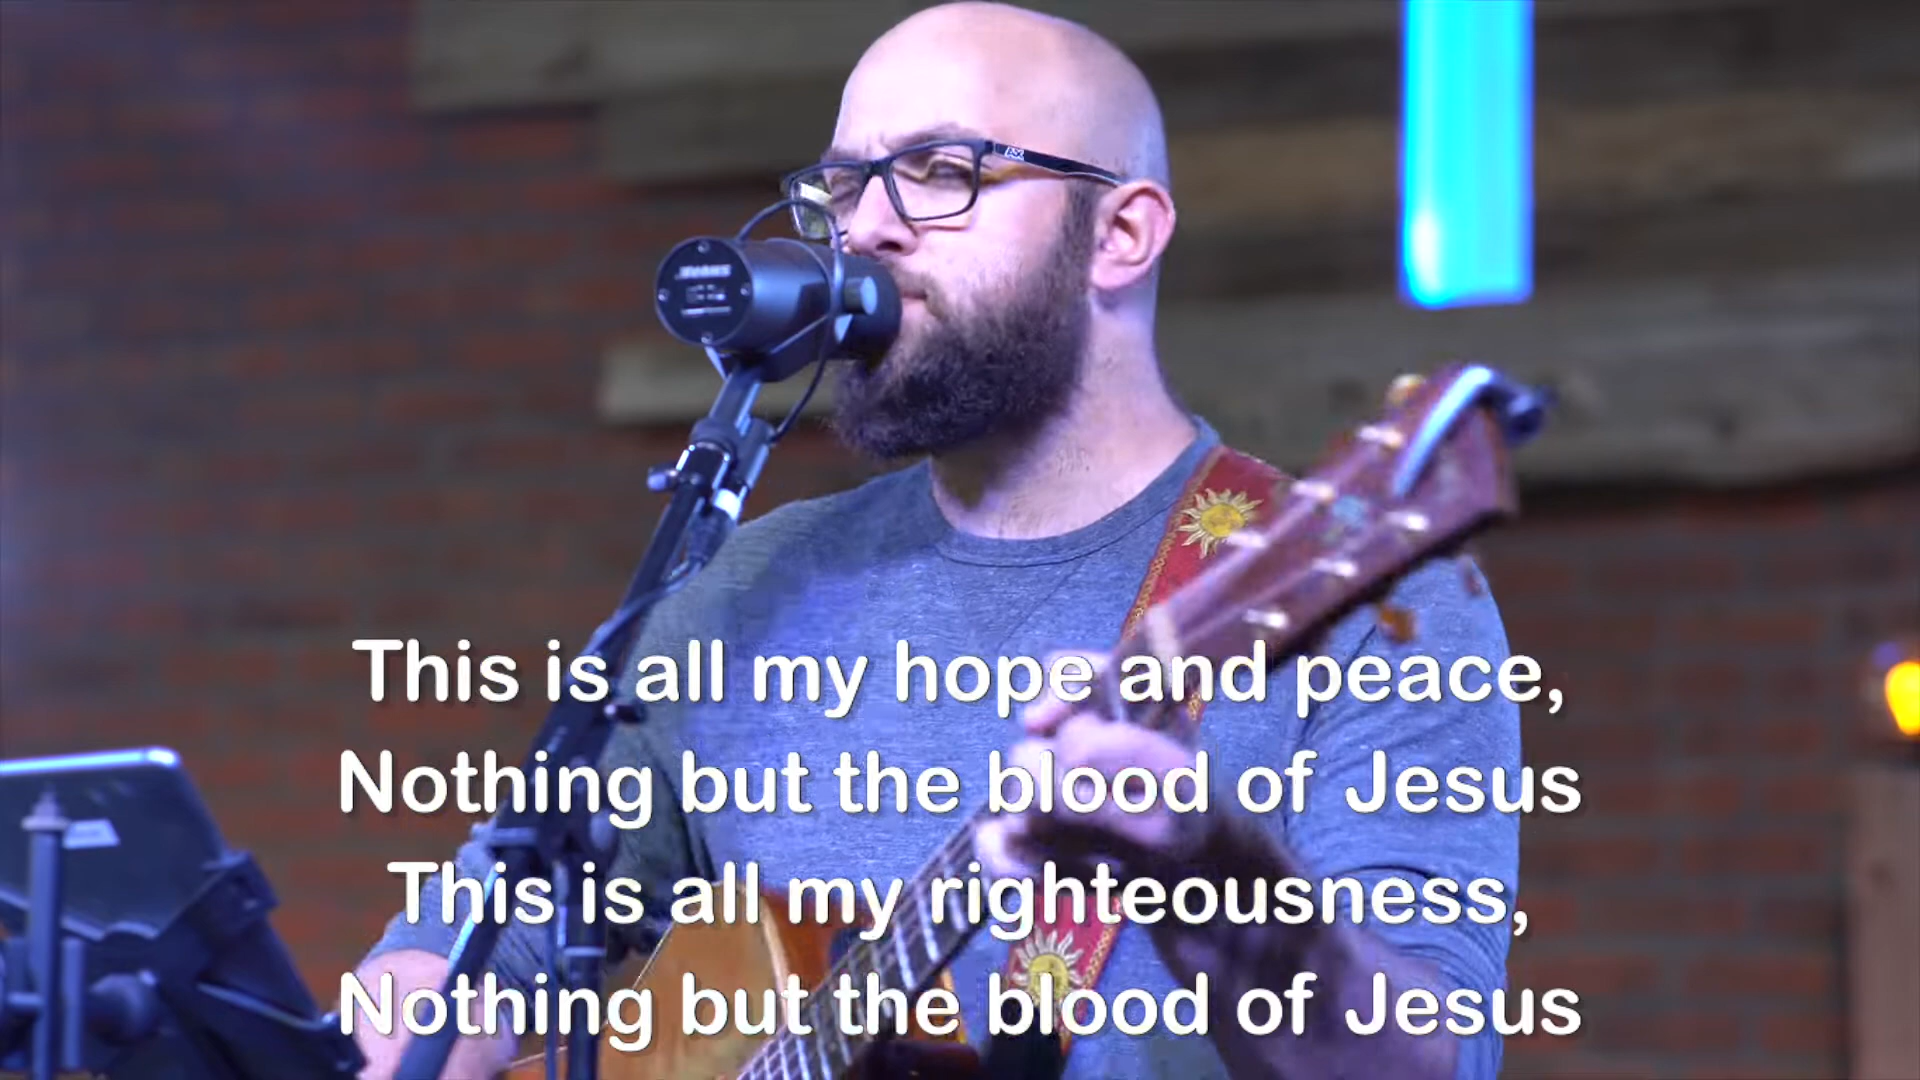 This is all my hope and peace,
Nothing but the blood of Jesus
This is all my righteousness,
Nothing but the blood of Jesus